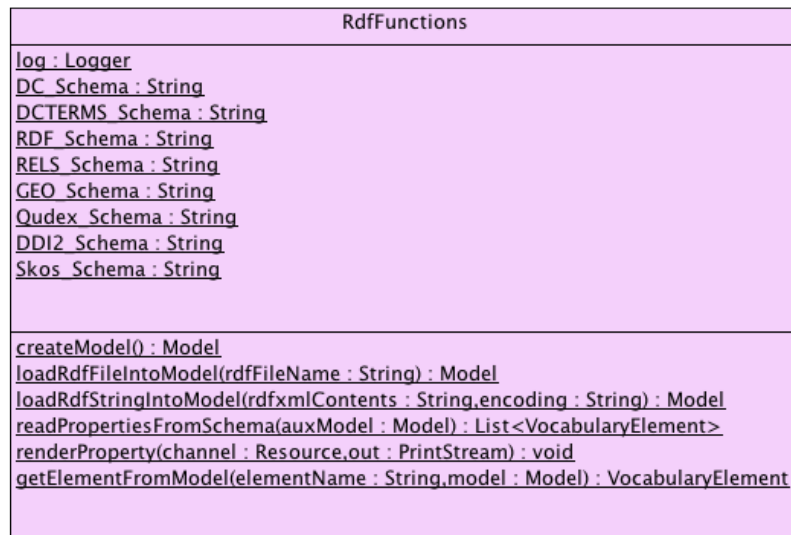 RdfFunctions
log : Logger
DC_Schema : String
DCTERMS_Schema : String
RDF_Schema : String
RELS_Schema : String
GEO_Schema : String
Qudex_Schema : String
DDI2_Schema : String
Skos_Schema : String
createModel() : Model
loadRdfFileIntoModel(rdfFileName : String) : Model
loadRdfStringIntoModel(rdfxmlContents : String,encoding : String) : Model
readPropertiesFromSchema(auxModel : Model) : List<VocabularyElement>
renderProperty(channel : Resource,out : PrintStream) : void
getElementFromModel(elementName : String,model : Model) : VocabularyElement